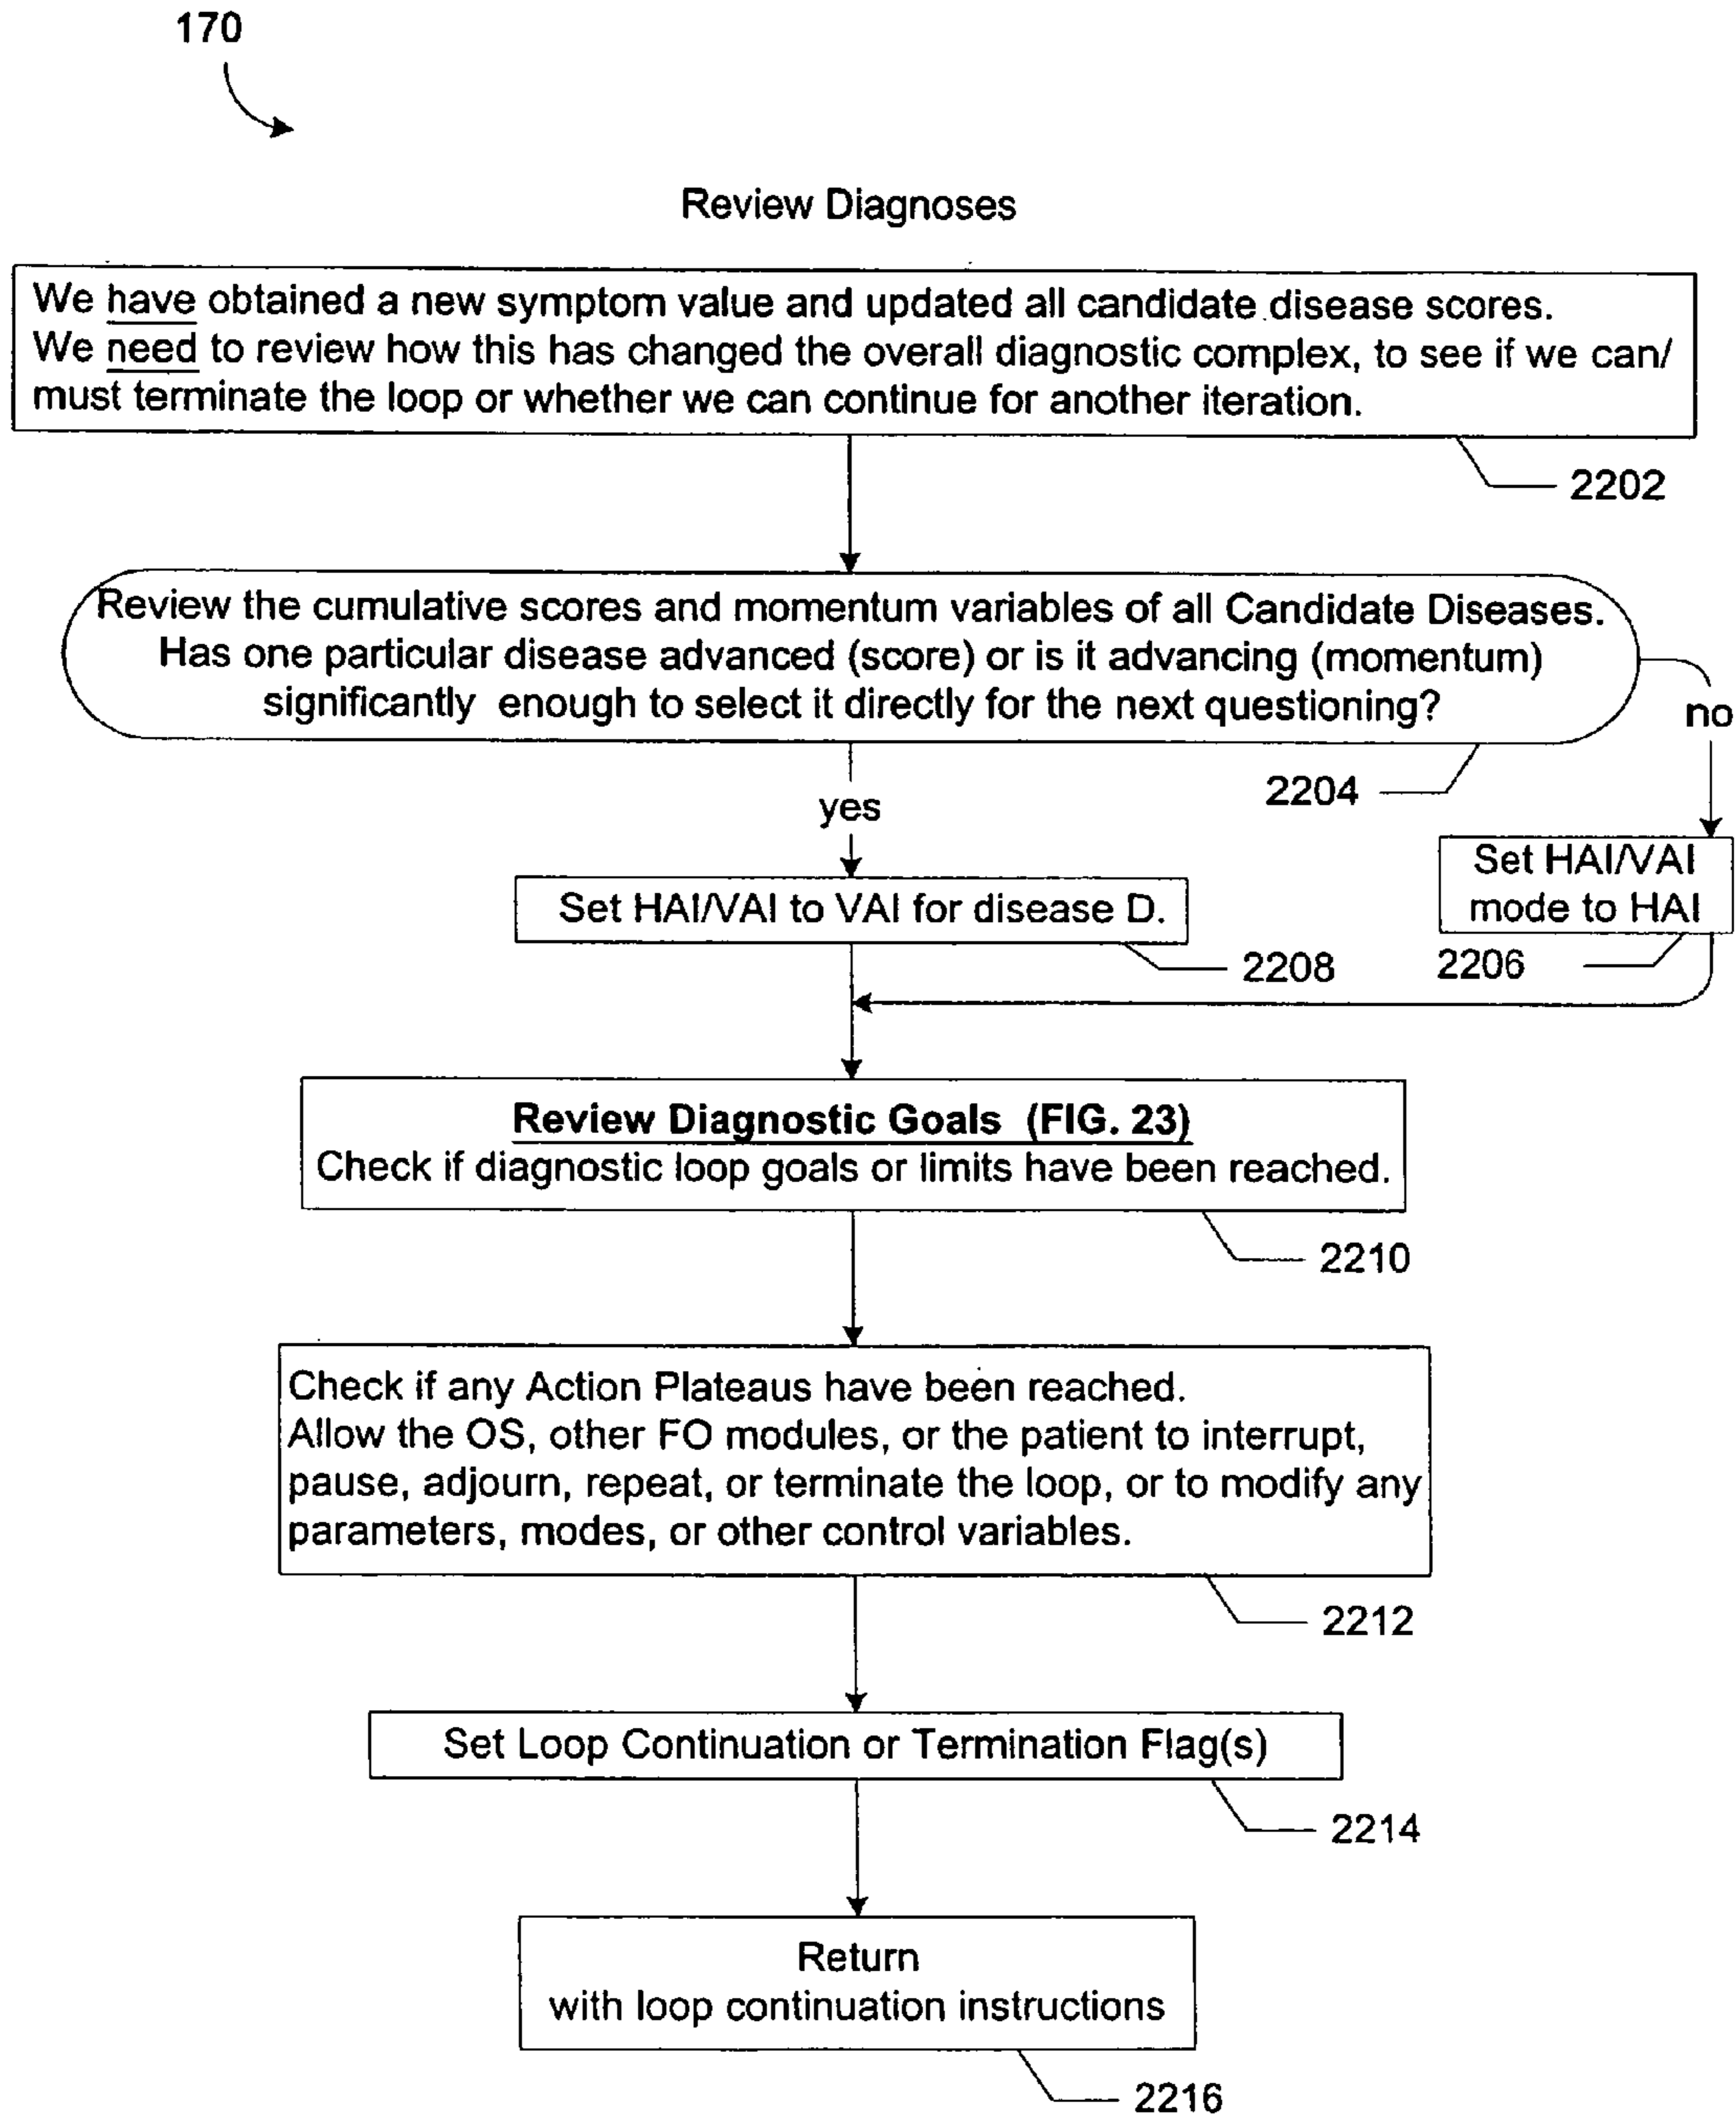 170
Review Diagnoses
We have obtained a new symptom value and updated all candidate disease scores.
We need to review how this has changed the overall diagnostic complex, to see if we can/
must terminate the loop or whether we can continue for another iteration.
2202
Review the cumulative scores and momentum variables of all Candidate Diseases.
Has one particular disease advanced (score) or is it advancing (momentum)
significantly enough to select it directly for the next questioning?
no
2204
yes
Set HAI/VAI
mode to HAI
Set HAI/VAI to VAI for disease D.
2206
2208
Review Diagnostic Goals (FIG. 23)
Check if diagnostic loop goals or limits have been reached.
2210
Check if any Action Plateaus have been reached.
Allow the OS, other FO modules, or the patient to interrupt,
pause, adjourn, repeat, or terminate the loop, or to modify any
parameters, modes, or other control variables.
2212
Set Loop Continuation or Termination Flag(s)
2214
Return
with loop continuation instructions
2216